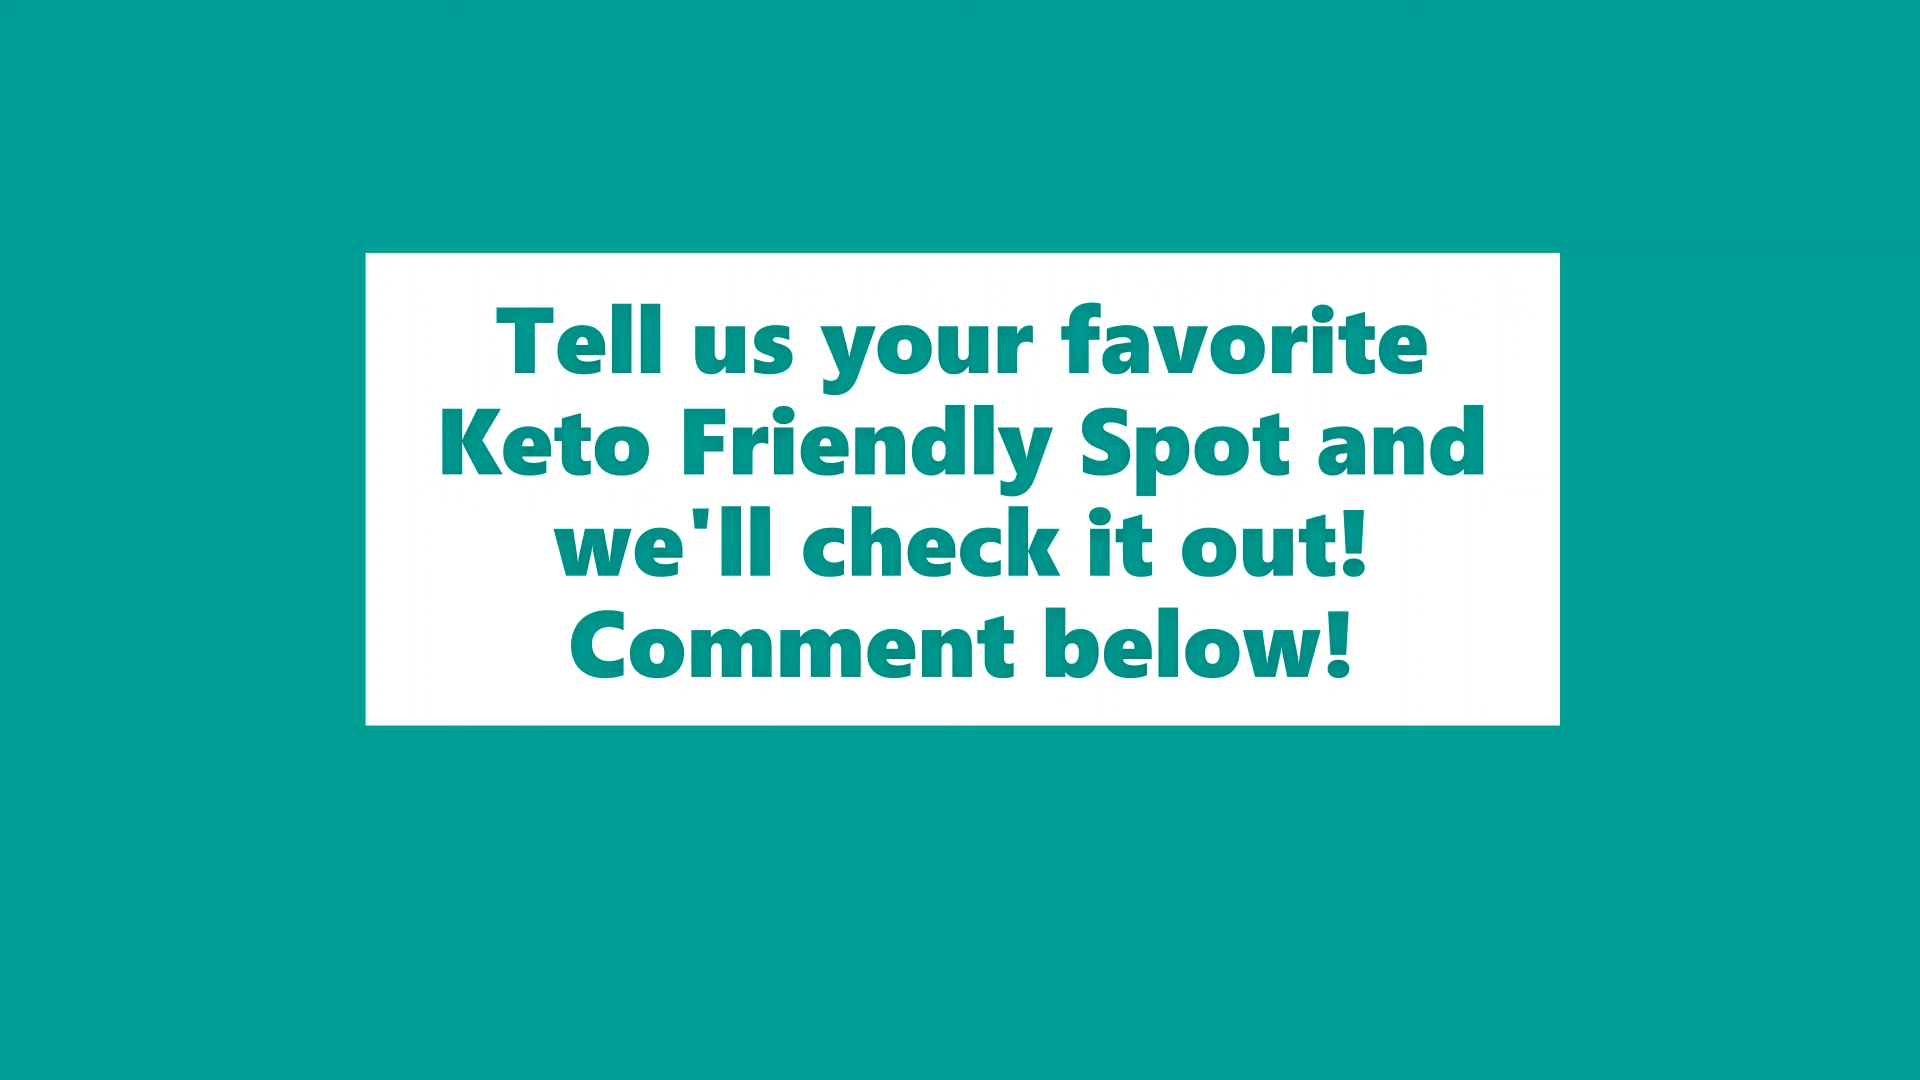 Tell us your favorite
Keto Friendly Spot and
we'll check it out!
Comment below!